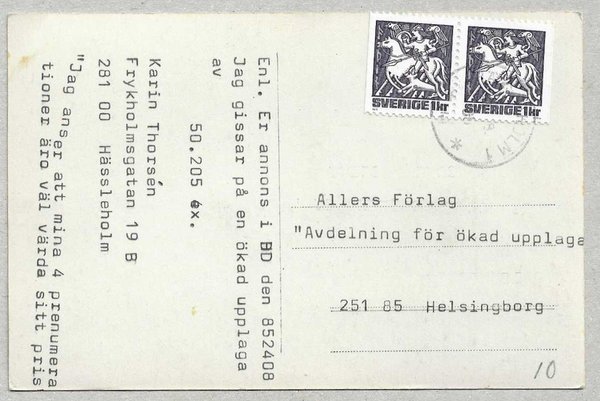 Enl. Er annons i BD den 852408
Jag gissar på en ökad upplaga
av
50.205 ex.
Karin Thorsén
Frykholmsgatan 19 B
281 00 Hässleholm
"Jag anser att mina 4 prenumera
tioner äro väl värda sitt pris
SVERIGE 1kr
SVERIGE 1kr
LM 1
Allers Förlag
"Avdelning för ökad upplaga
251 85 Helsingborg
10